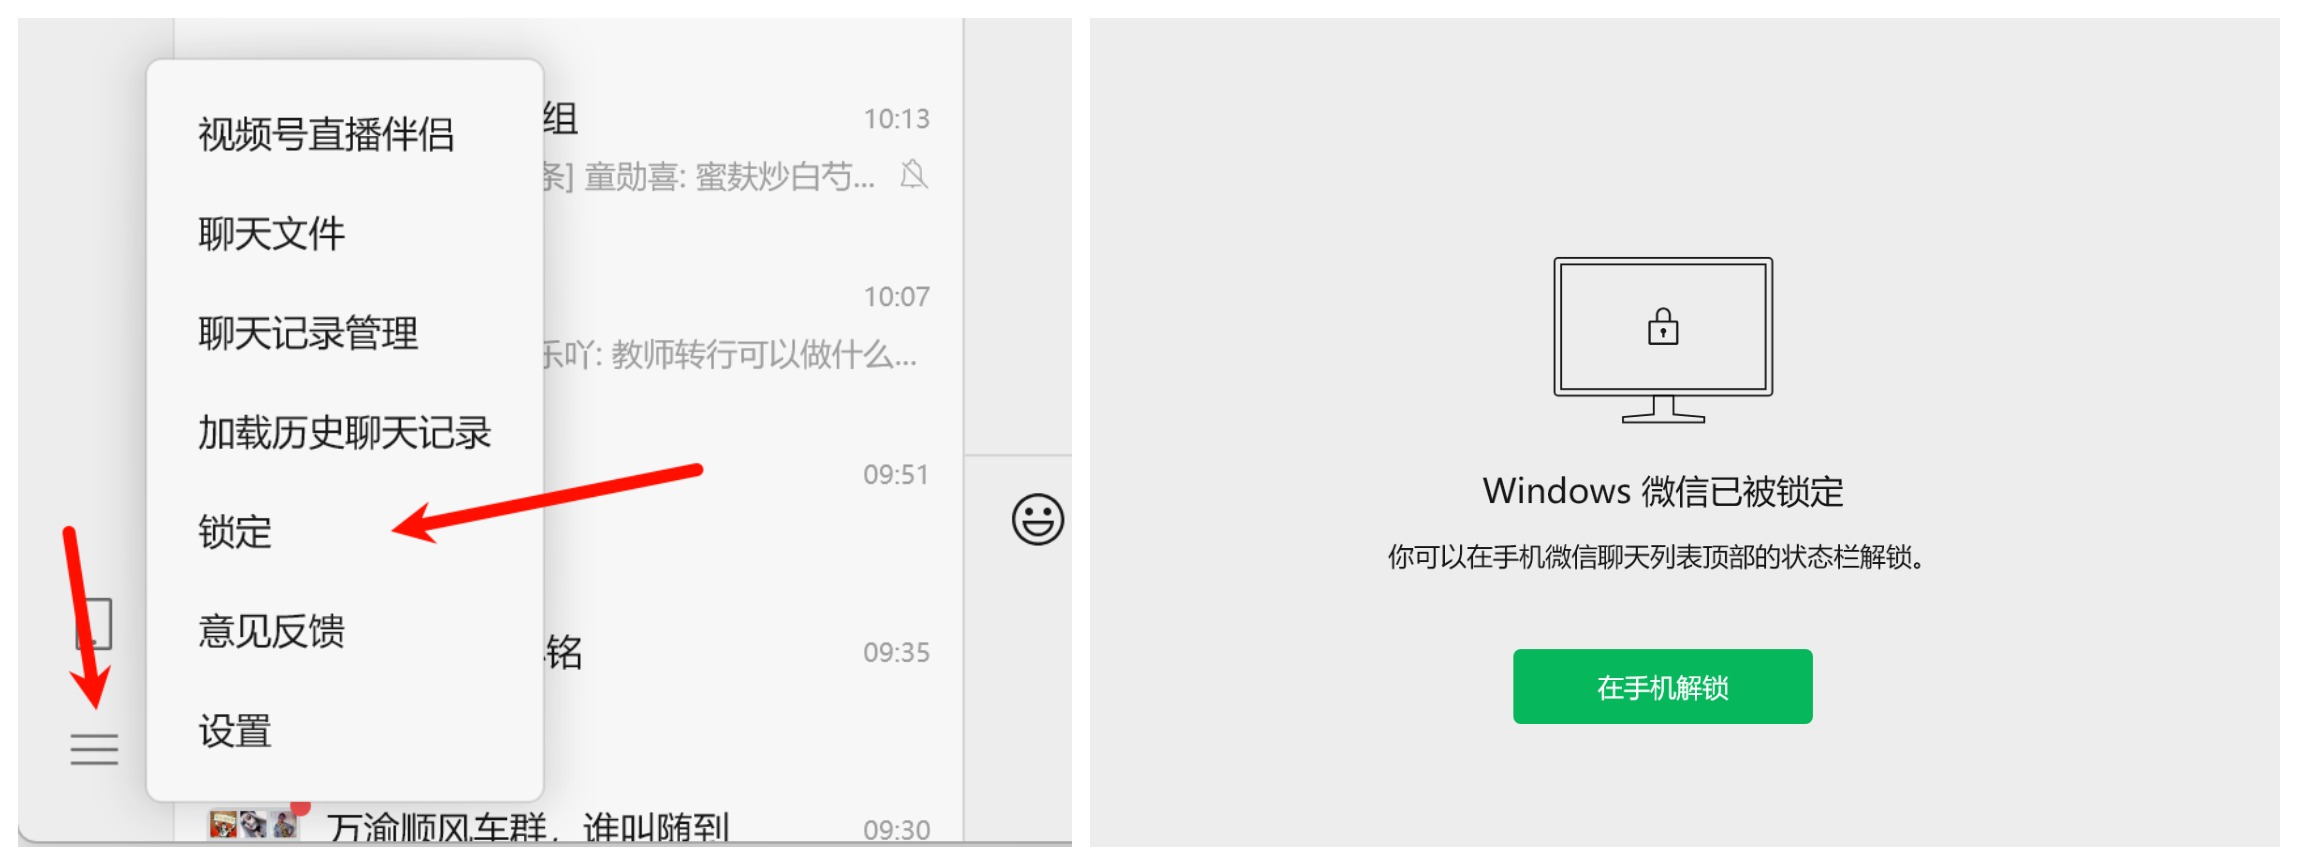 视频号直播伴侣
聊天文件
聊天记录管理
加载历史聊天记录
锁定
意见反馈
设置
组
10:13
条] 童勋喜: 蜜麸炒白芍...
10:07
乐吖: 教师转行可以做什么...
09:51
铭
09:35
万渝顺风车群，谁叫随到
09:30
Windows 微信已被锁定
你可以在手机微信聊天列表顶部的状态栏解锁。
在手机解锁